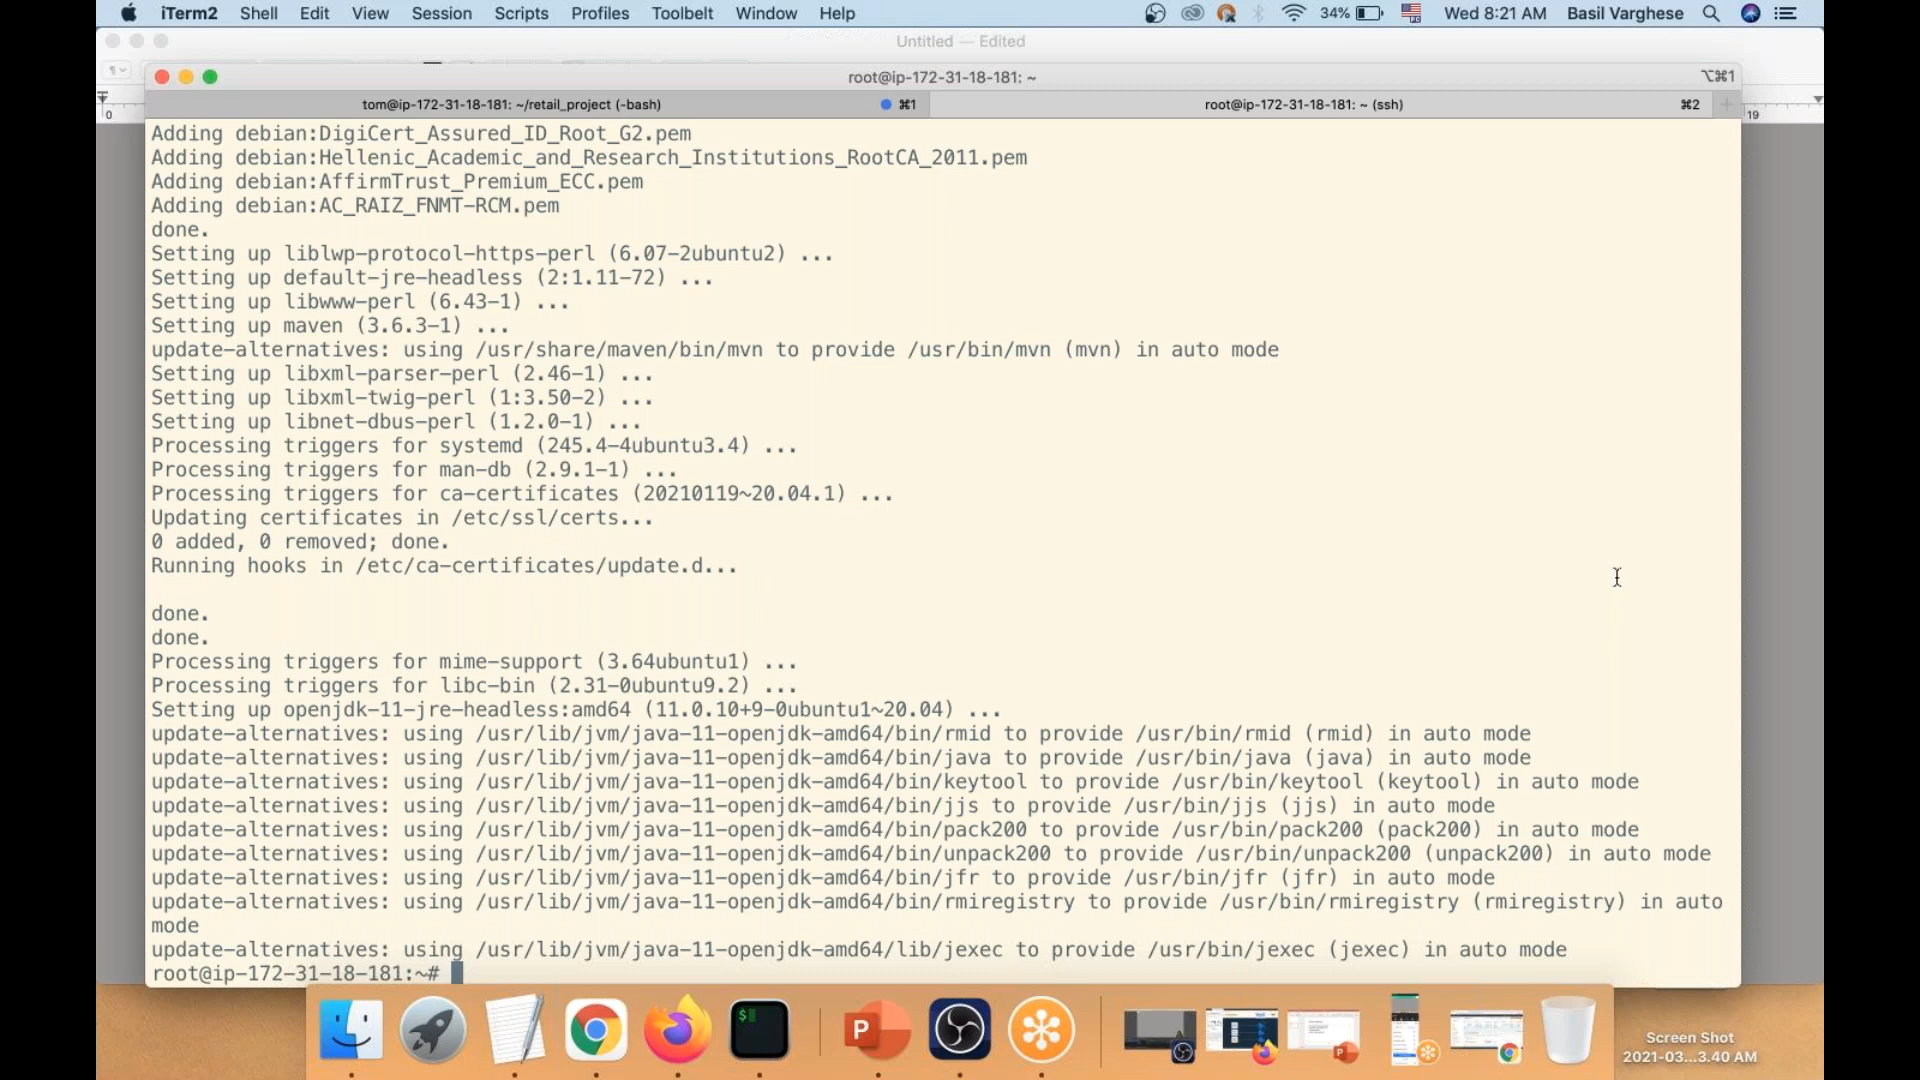 iTerm2 Shell Edit View Session Scripts Profiles Toolbelt Window Help 34% Wed 8:21 AM Basil Varghese
Untitled — Edited
root@ip-172-31-18-181: ~ ⌥⌘1
tom@ip-172-31-18-181: ~/retail_project (-bash) ⌘1 root@ip-172-31-18-181: ~ (ssh) ⌘2
0 19
Adding debian:DigiCert_Assured_ID_Root_G2.pem
Adding debian:Hellenic_Academic_and_Research_Institutions_RootCA_2011.pem
Adding debian:AffirmTrust_Premium_ECC.pem
Adding debian:AC_RAIZ_FNMT-RCM.pem
done.
Setting up liblwp-protocol-https-perl (6.07-2ubuntu2) ...
Setting up default-jre-headless (2:1.11-72) ...
Setting up libwww-perl (6.43-1) ...
Setting up maven (3.6.3-1) ...
update-alternatives: using /usr/share/maven/bin/mvn to provide /usr/bin/mvn (mvn) in auto mode
Setting up libxml-parser-perl (2.46-1) ...
Setting up libxml-twig-perl (1:3.50-2) ...
Setting up libnet-dbus-perl (1.2.0-1) ...
Processing triggers for systemd (245.4-4ubuntu3.4) ...
Processing triggers for man-db (2.9.1-1) ...
Processing triggers for ca-certificates (20210119~20.04.1) ...
Updating certificates in /etc/ssl/certs...
0 added, 0 removed; done.
Running hooks in /etc/ca-certificates/update.d...
done.
done.
Processing triggers for mime-support (3.64ubuntu1) ...
Processing triggers for libc-bin (2.31-0ubuntu9.2) ...
Setting up openjdk-11-jre-headless:amd64 (11.0.10+9-0ubuntu1~20.04) ...
update-alternatives: using /usr/lib/jvm/java-11-openjdk-amd64/bin/rmid to provide /usr/bin/rmid (rmid) in auto mode
update-alternatives: using /usr/lib/jvm/java-11-openjdk-amd64/bin/java to provide /usr/bin/java (java) in auto mode
update-alternatives: using /usr/lib/jvm/java-11-openjdk-amd64/bin/keytool to provide /usr/bin/keytool (keytool) in auto mode
update-alternatives: using /usr/lib/jvm/java-11-openjdk-amd64/bin/jjs to provide /usr/bin/jjs (jjs) in auto mode
update-alternatives: using /usr/lib/jvm/java-11-openjdk-amd64/bin/pack200 to provide /usr/bin/pack200 (pack200) in auto mode
update-alternatives: using /usr/lib/jvm/java-11-openjdk-amd64/bin/unpack200 to provide /usr/bin/unpack200 (unpack200) in auto mode
update-alternatives: using /usr/lib/jvm/java-11-openjdk-amd64/bin/jfr to provide /usr/bin/jfr (jfr) in auto mode
update-alternatives: using /usr/lib/jvm/java-11-openjdk-amd64/bin/rmiregistry to provide /usr/bin/rmiregistry (rmiregistry) in auto
mode
update-alternatives: using /usr/lib/jvm/java-11-openjdk-amd64/lib/jexec to provide /usr/bin/jexec (jexec) in auto mode
root@ip-172-31-18-181:~#
$
P
Screen Shot
2021-03...3.40 AM